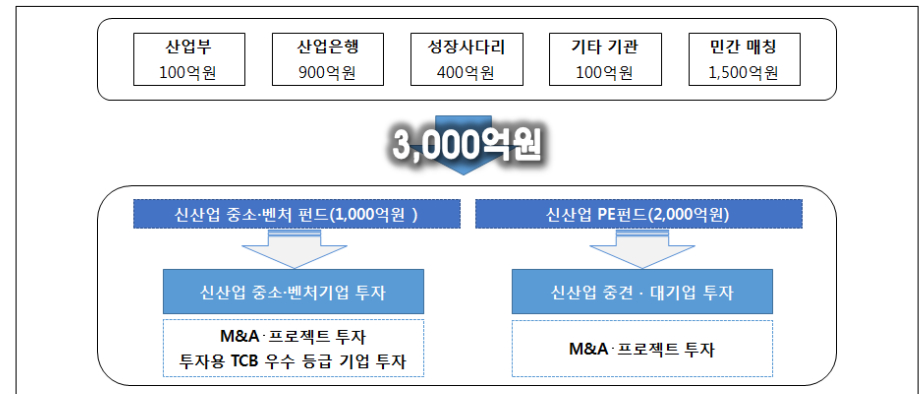 산업부
100억원
산업은행
900억원
성장사다리
400억원
기타 기관
100억원
민간 매칭
1,500억원
3,000억원
신산업 중소·벤처 펀드(1,000억원 )
신산업 PE펀드(2,000억원)
신산업 중소·벤처기업 투자
신산업 중견 · 대기업 투자
M&A·프로젝트 투자
투자용 TCB 우수 등급 기업 투자
M&A·프로젝트 투자